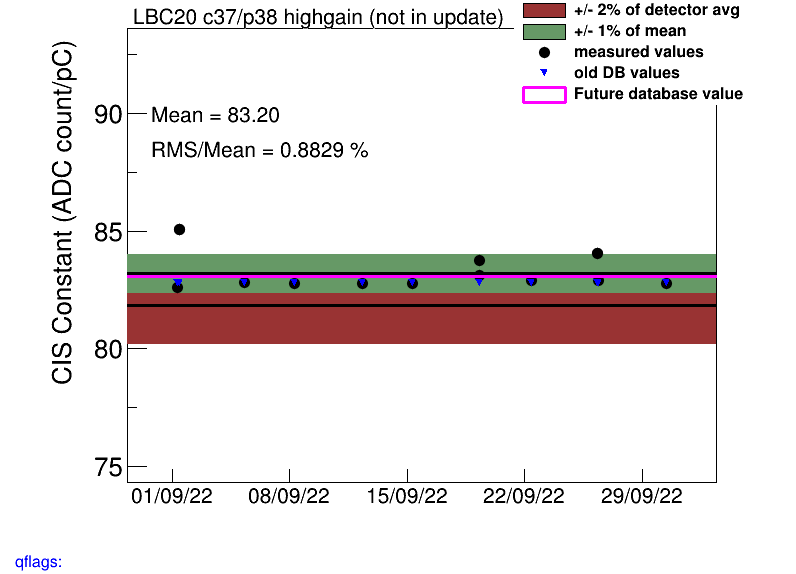 LBC20 c37/p38 highgain (not in update)
+/- 2% of detector avg
+/- 1% of mean
measured values
old DB values
Future database value
Mean = 83.20
RMS/Mean = 0.8829 %
CIS Constant (ADC count/pC)
90
85
80
75
01/09/22 08/09/22 15/09/22 22/09/22 29/09/22
qflags: